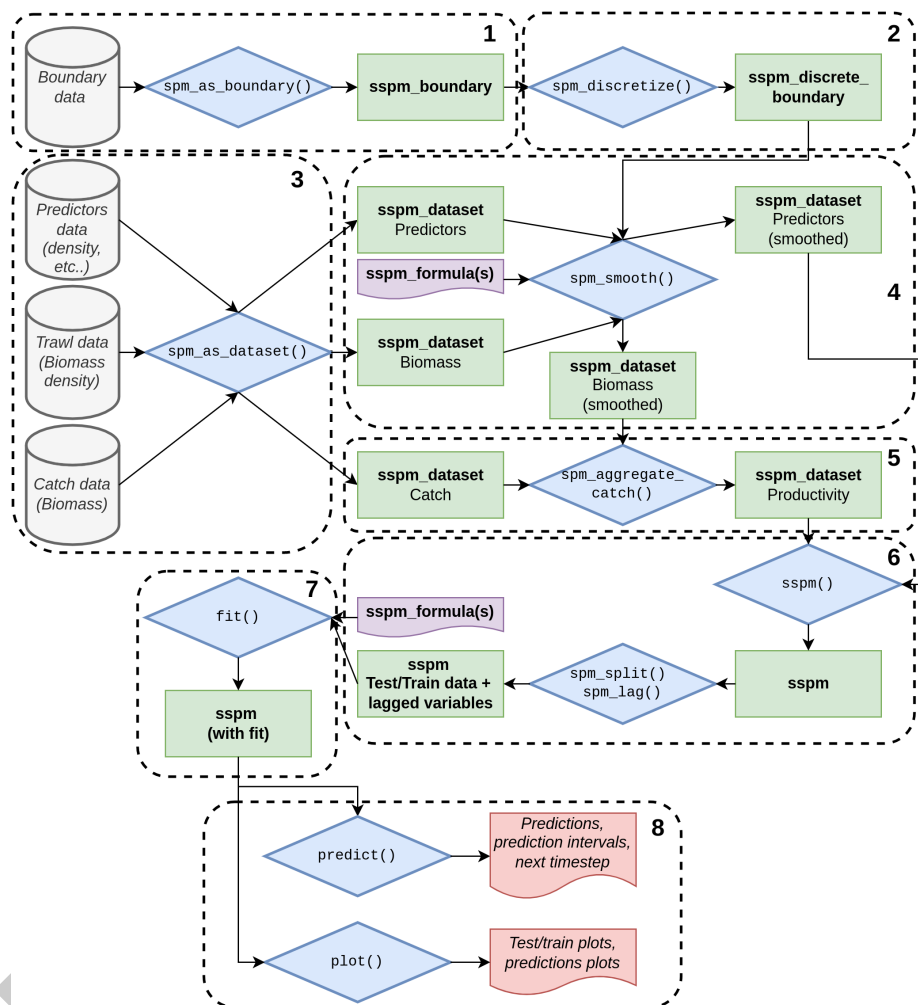 1
Boundary
data
spm_as_boundary()
sspm_boundary
2
spm_discretize()
sspm_discrete_
boundary
3
Predictors
data
(density,
etc..)
Trawl data
(Biomass
density)
Catch data
(Biomass)
spm_as_dataset()
4
sspm_dataset
Predictors
sspm_formula(s)
sspm_dataset
Biomass
spm_smooth()
sspm_dataset
Predictors
(smoothed)
sspm_dataset
Biomass
(smoothed)
5
sspm_dataset
Catch
spm_aggregate_
catch()
sspm_dataset
Productivity
6
sspm()
sspm
spm_split()
spm_lag()
sspm_formula(s)
sspm
Test/Train data +
lagged variables
7
fit()
sspm
(with fit)
8
predict()
Predictions,
prediction intervals,
next timestep
plot()
Test/train plots,
predictions plots